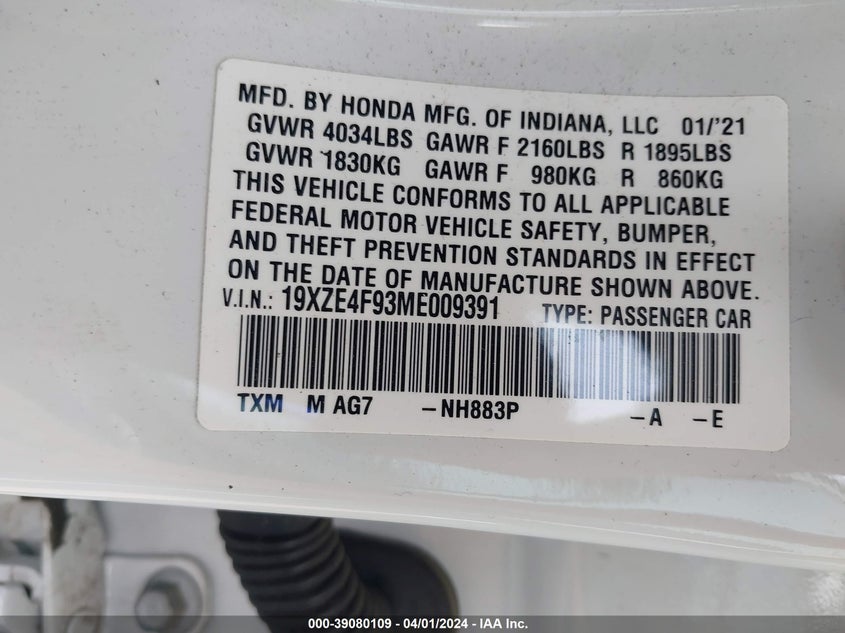 MFD. BY HONDA MFG. OF INDIANA, LLC 01/'21
GVWR 4034LBS GAWR F 2160LBS R 1895LBS
GVWR 1830KG GAWR F 980KG R 860KG
THIS VEHICLE CONFORMS TO ALL APPLICABLE
FEDERAL MOTOR VEHICLE SAFETY, BUMPER,
AND THEFT PREVENTION STANDARDS IN EFFECT
ON THE DATE OF MANUFACTURE SHOWN ABOVE.
V.I.N.: 19XZE4F93ME009391 TYPE: PASSENGER CAR
TXM M AG7 –NH883P –A –E
000-39080109 - 04/01/2024 - IAA Inc.